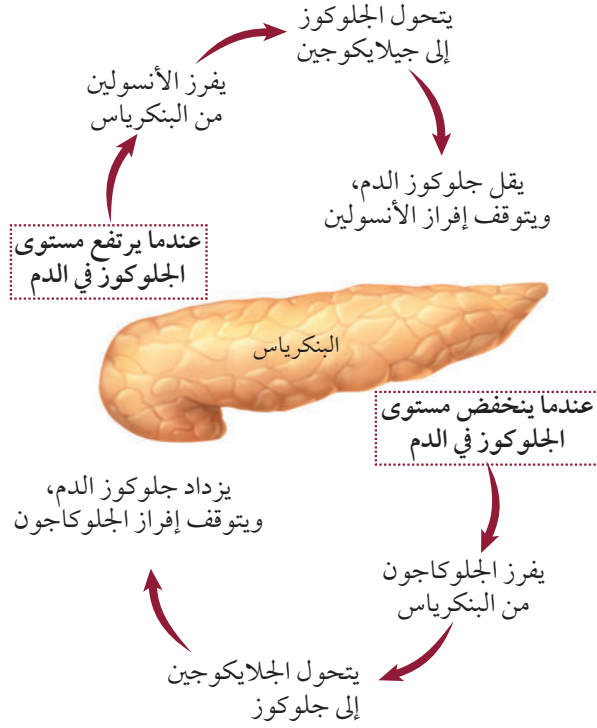 عندما يرتفع مستوى
الجلوكوز في الدم
يفرز الأنسولين
من البنكرياس
يتحول الجلوكوز
إلى جيلايكوجين
يقل جلوكوز الدم،
ويتوقف إفراز الأنسولين
البنكرياس
عندما ينخفض مستوى
الجلوكوز في الدم
يفرز الجلوكاجون
من البنكرياس
يتحول الجلايكوجين
إلى جلوكوز
يزداد جلوكوز الدم،
ويتوقف إفراز الجلوكاجون